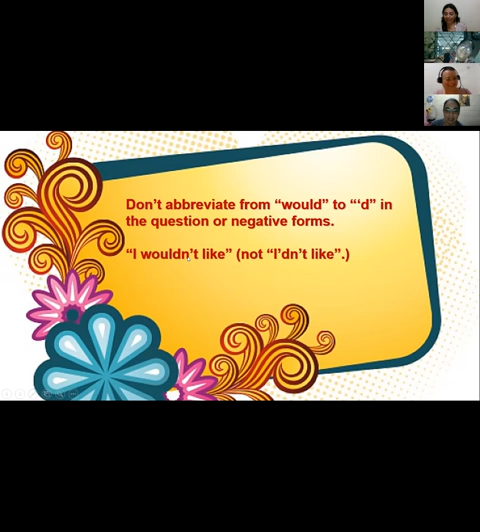 Don't abbreviate from “would” to “‘d” in
the question or negative forms.
“I wouldn't like” (not “I'dn't like”.)